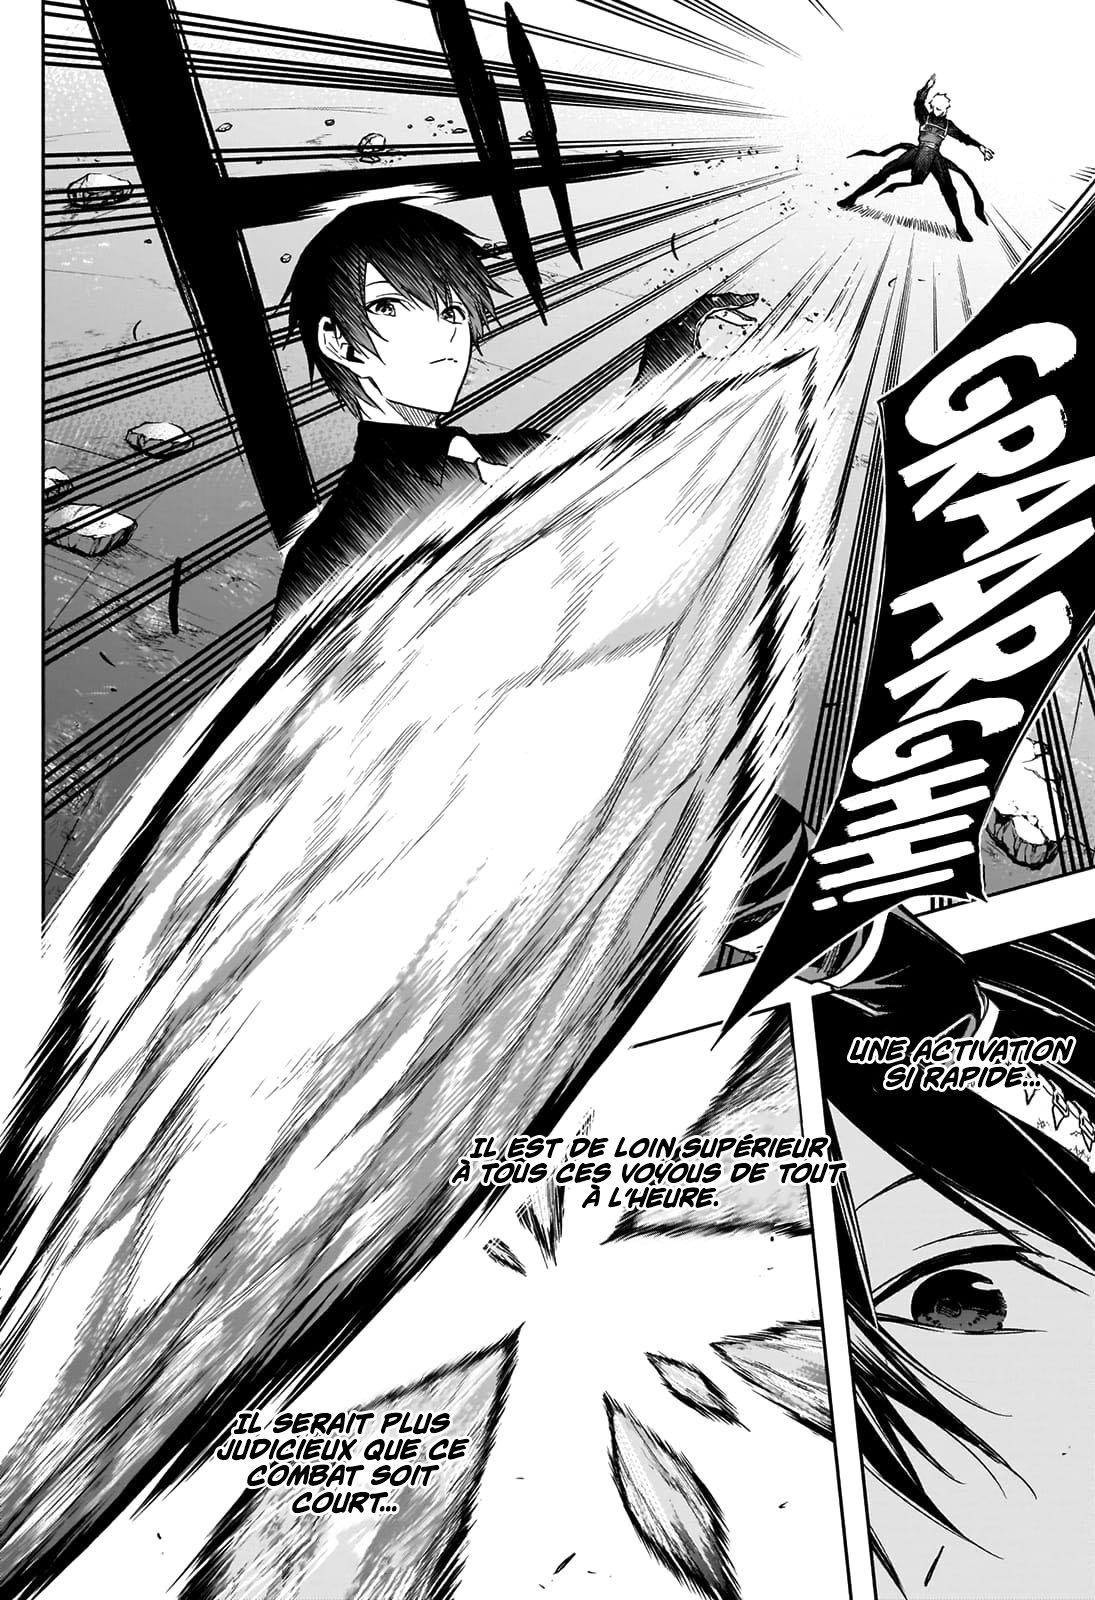 GRAARGHH!
UNE ACTIVATION
SI RAPIDE...
IL EST DE LOIN SUPÉRIEUR
À TOUS CES VOYOUS DE TOUT
À L'HEURE.
IL SERAIT PLUS
JUDICIEUX QUE CE
COMBAT SOIT
COURT...